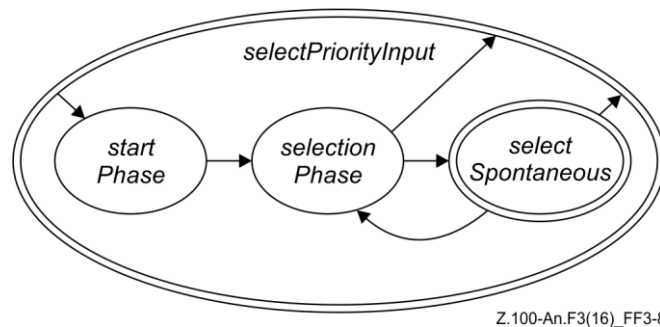 selectPriorityInput
start
Phase
selection
Phase
select
Spontaneous